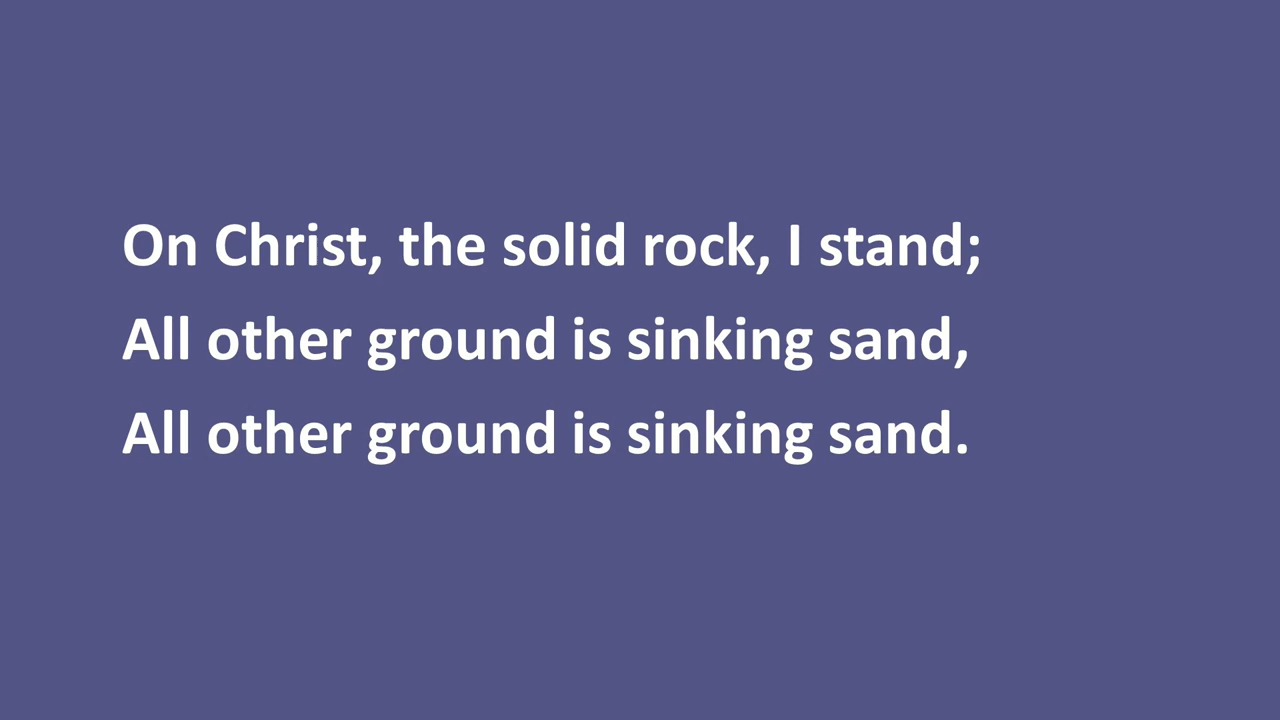 On Christ, the solid rock, I stand;
All other ground is sinking sand,
All other ground is sinking sand.